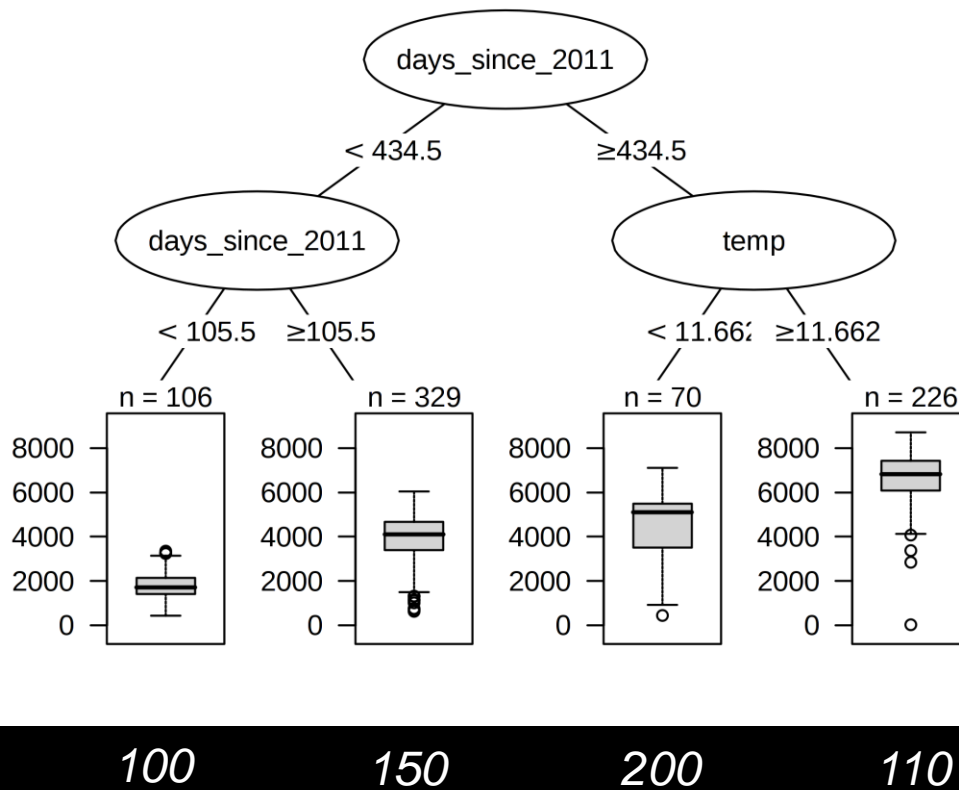 days_since_2011
< 434.5 ≥434.5
days_since_2011 temp
< 105.5 ≥105.5 < 11.662 ≥11.662
n = 106 n = 329 n = 70 n = 226
8000 8000 8000 8000
6000 6000 6000 6000
4000 4000 4000 4000
2000 2000 2000 2000
0 0 0 0
100 150 200 110